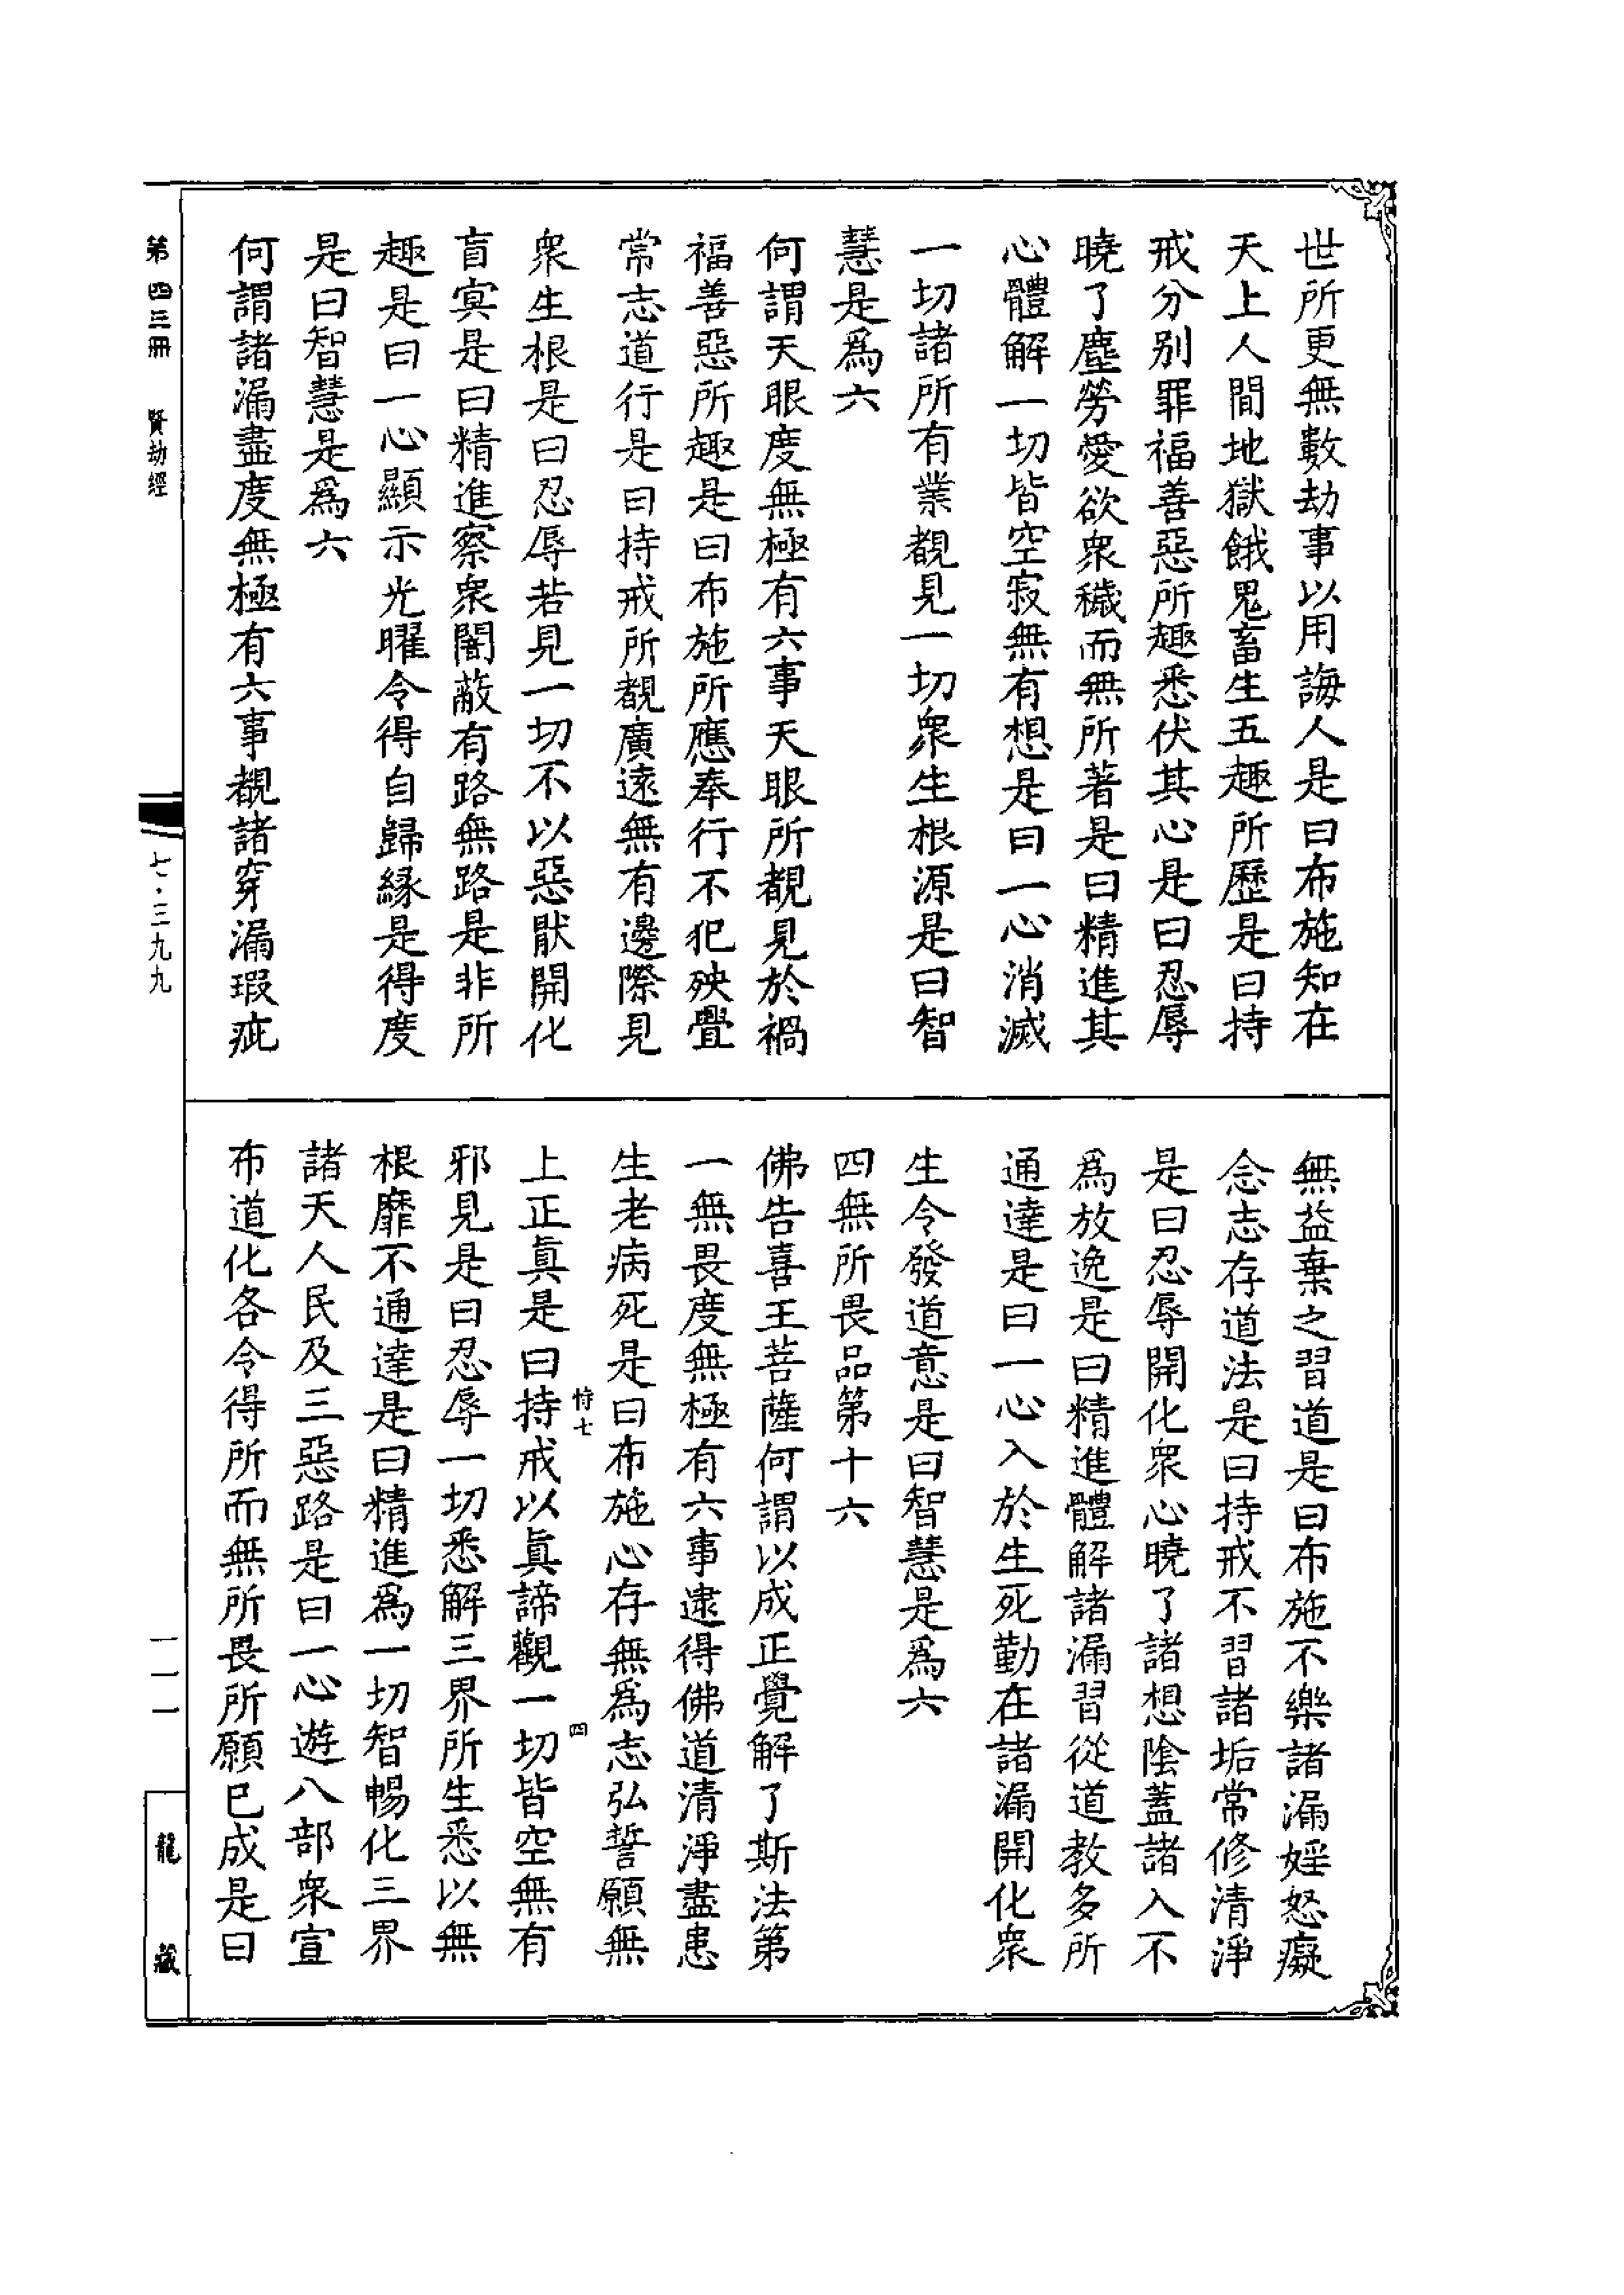 世所更無數劫事以用誨人是曰布施知在
天上人間地獄餓鬼畜生五趣所歷是曰持
戒分別罪福善惡所趣悉伏其心是曰忍辱
曉了塵勞愛欲衆穢而無所著是曰精進其
心體解一切皆空寂無有想是曰一心消滅
一切諸所有業覩見一切衆生根源是曰智
慧是爲六
何謂天眼度無極有六事天眼所覩見於禍
福善惡所趣是曰布施所應奉行不犯殃舋
常志道行是曰持戒所覩廣遠無有邊際見
衆生根是曰忍辱若見一切不以惡猒開化
盲㝠是曰精進察衆闇蔽有路無路是非所
趣是曰一心顯示光曜令得自歸緣是得度
是曰智慧是爲六
何謂諸漏盡度無極有六事覩諸穿漏瑕疵
無益棄之習道是曰布施不樂諸漏婬怒癡
念志存道法是曰持戒不習諸垢常修清淨
是曰忍辱開化衆心曉了諸想陰蓋諸入不
爲放逸是曰精進體解諸漏習從道教多所
通達是曰一心入於生死勤在諸漏開化衆
生令發道意是曰智慧是爲六
四無所畏品第十六
佛告喜王菩薩何謂以成正覺解了斯法第
一無畏度無極有六事逮得佛道清淨盡恚
生老病死是曰布施心存無爲志弘誓願無
恃七
四
上正眞是曰持戒以眞諦觀一切皆空無有
邪見是曰忍辱一切悉解三界所生悉以無
根靡不通達是曰精進爲一切智暢化三界
諸天人民及三惡路是曰一心遊八部衆宣
布道化各令得所而無所畏所願已成是曰
第四三冊
賢劫經
七·三九九
一一一
龍藏